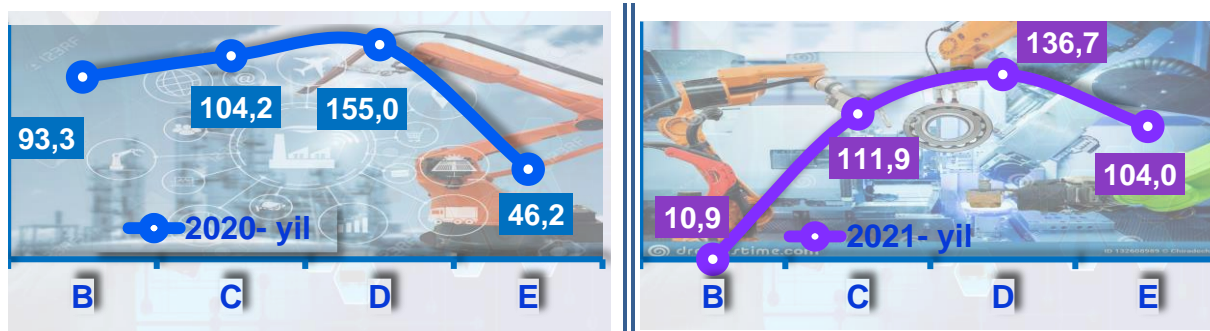 93,3
104,2
155,0
46,2
2020- yil
B C D E
136,7
111,9
104,0
10,9
2021- yil
B C D E